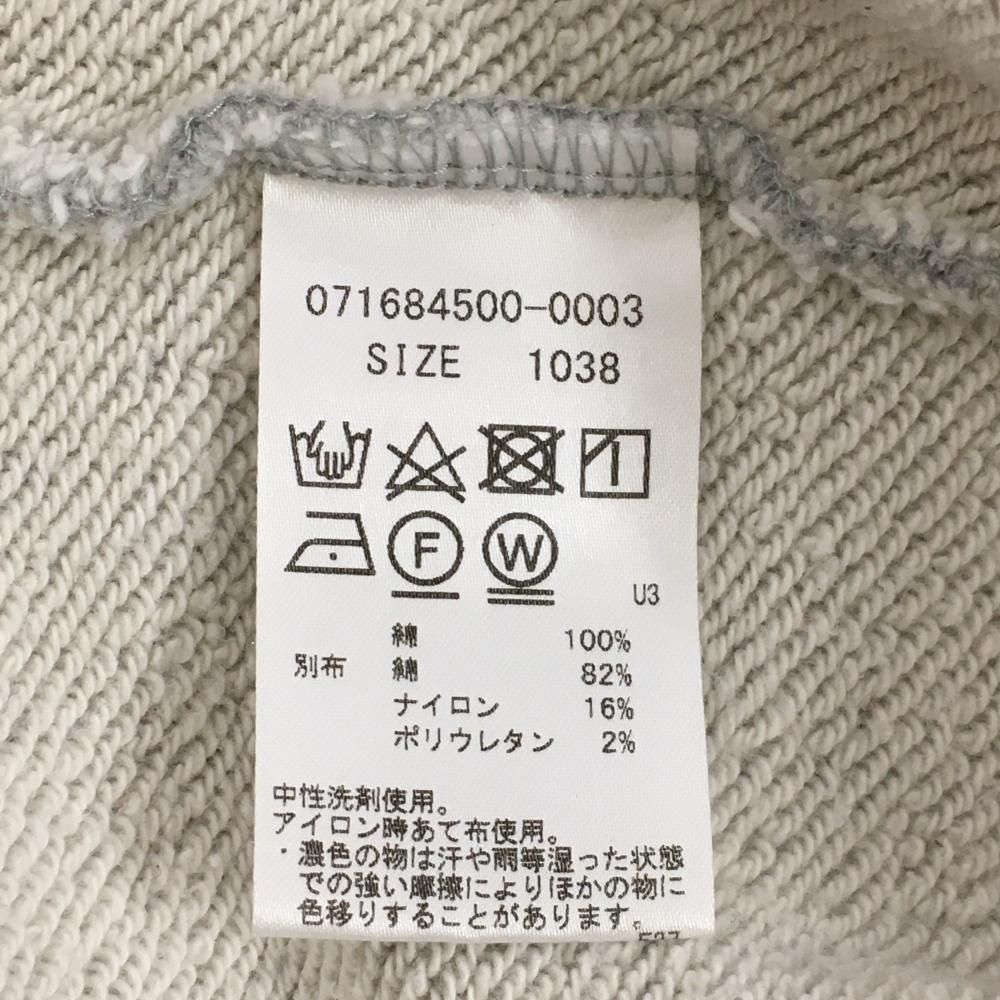 071684500-0003
SIZE 1038
F W
U3
綿 100%
別布 綿 82%
ナイロン 16%
ポリウレタン 2%
中性洗剤使用。
アイロン時あて布使用。
・濃色の物は汗や雨等湿った状態
での強い摩擦によりほかの物に
色移りすることがあります。